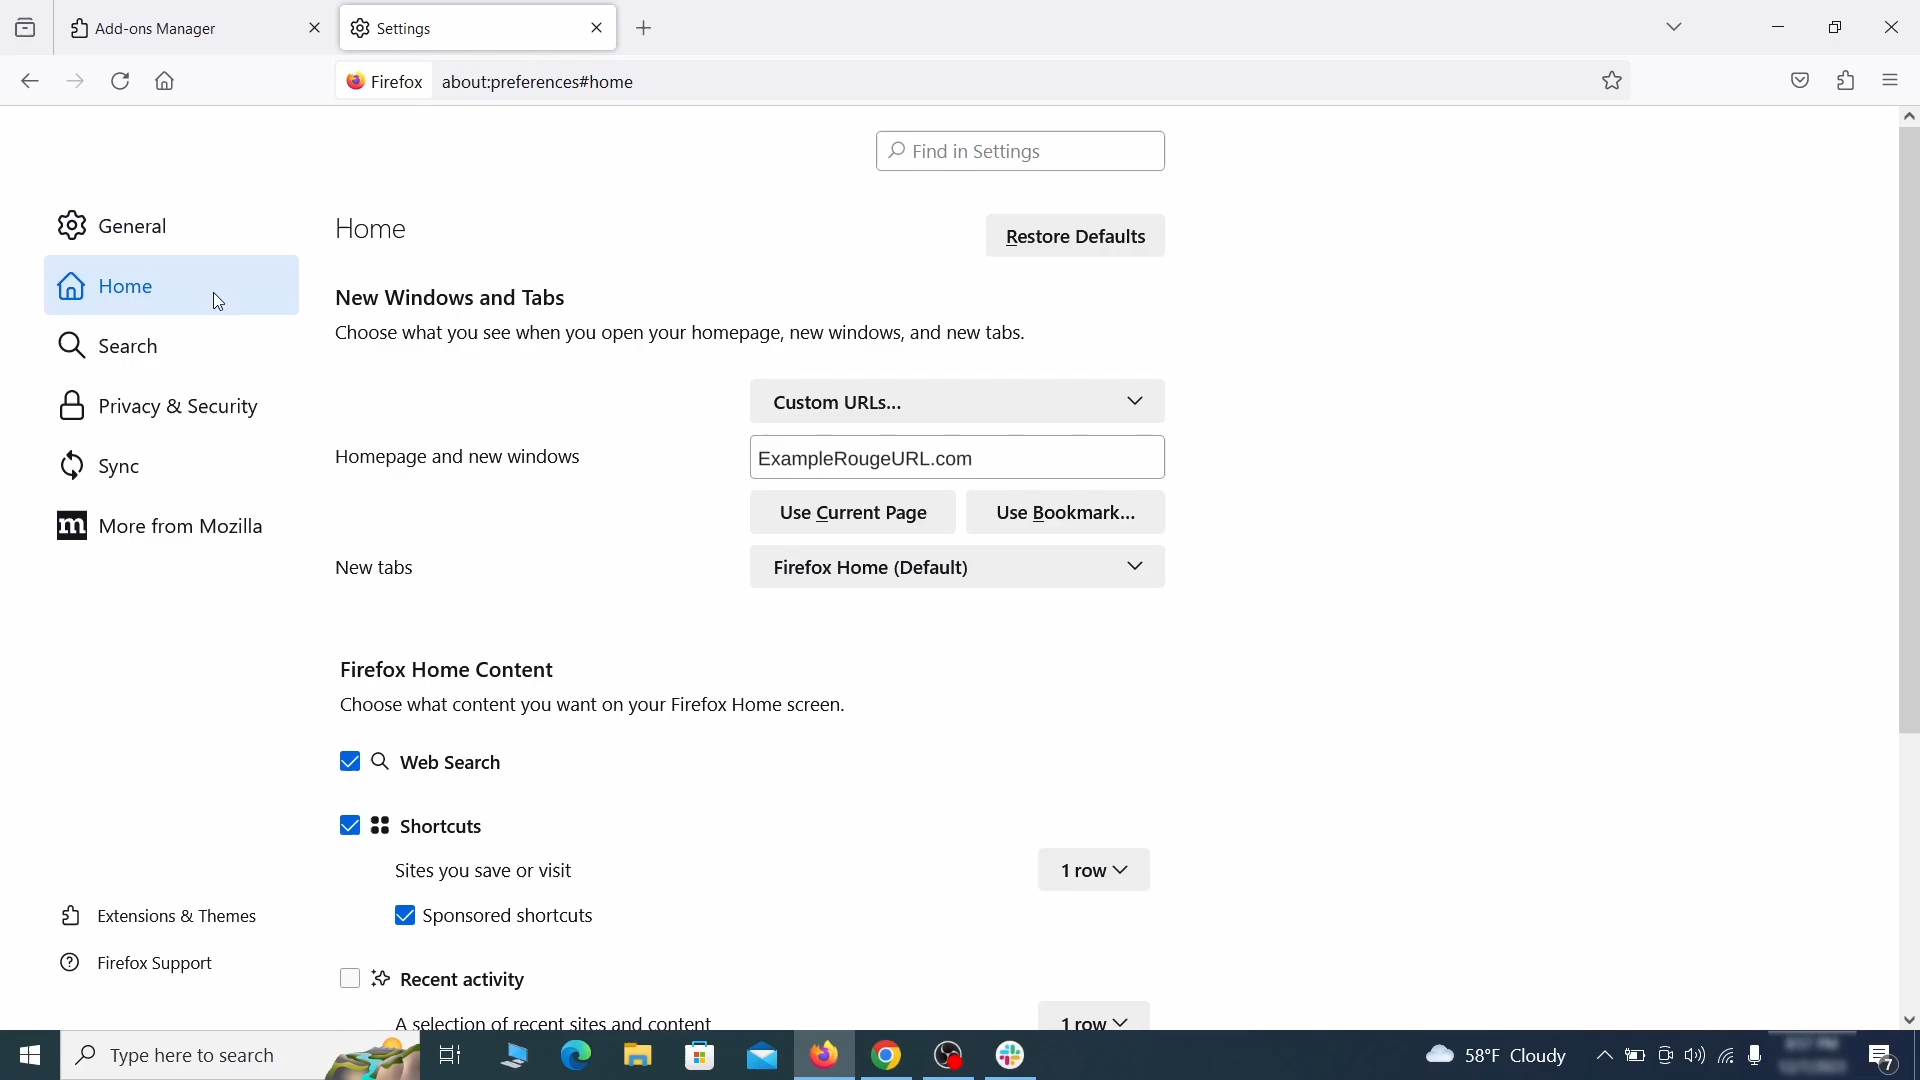 Add-ons Manager
Settings
Firefox about:preferences#home
Find in Settings
General
Home
Search
Privacy & Security
Sync
More from Mozilla
Extensions & Themes
Firefox Support
Home
Restore Defaults
New Windows and Tabs
Choose what you see when you open your homepage, new windows, and new tabs.
Custom URLs...
Homepage and new windows
ExampleRougeURL.com
Use Current Page
Use Bookmark...
New tabs
Firefox Home (Default)
Firefox Home Content
Choose what content you want on your Firefox Home screen.
Web Search
Shortcuts
Sites you save or visit
1 row
Sponsored shortcuts
Recent activity
A selection of recent sites and content
1 row
Type here to search
58°F Cloudy
7